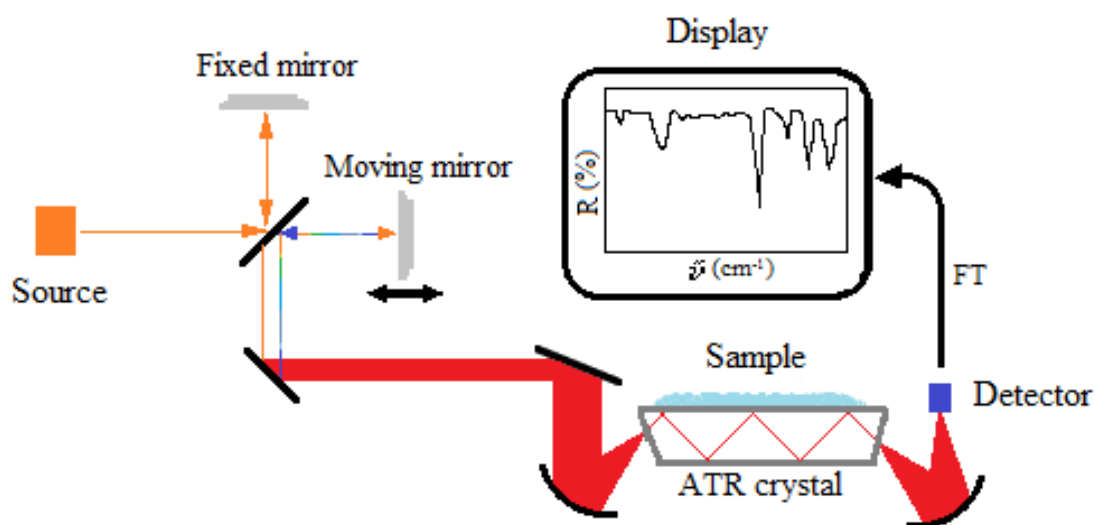 Display
Fixed mirror
Moving mirror
R (%)
ṽ (cm⁻¹)
Source
FT
Sample
Detector
ATR crystal